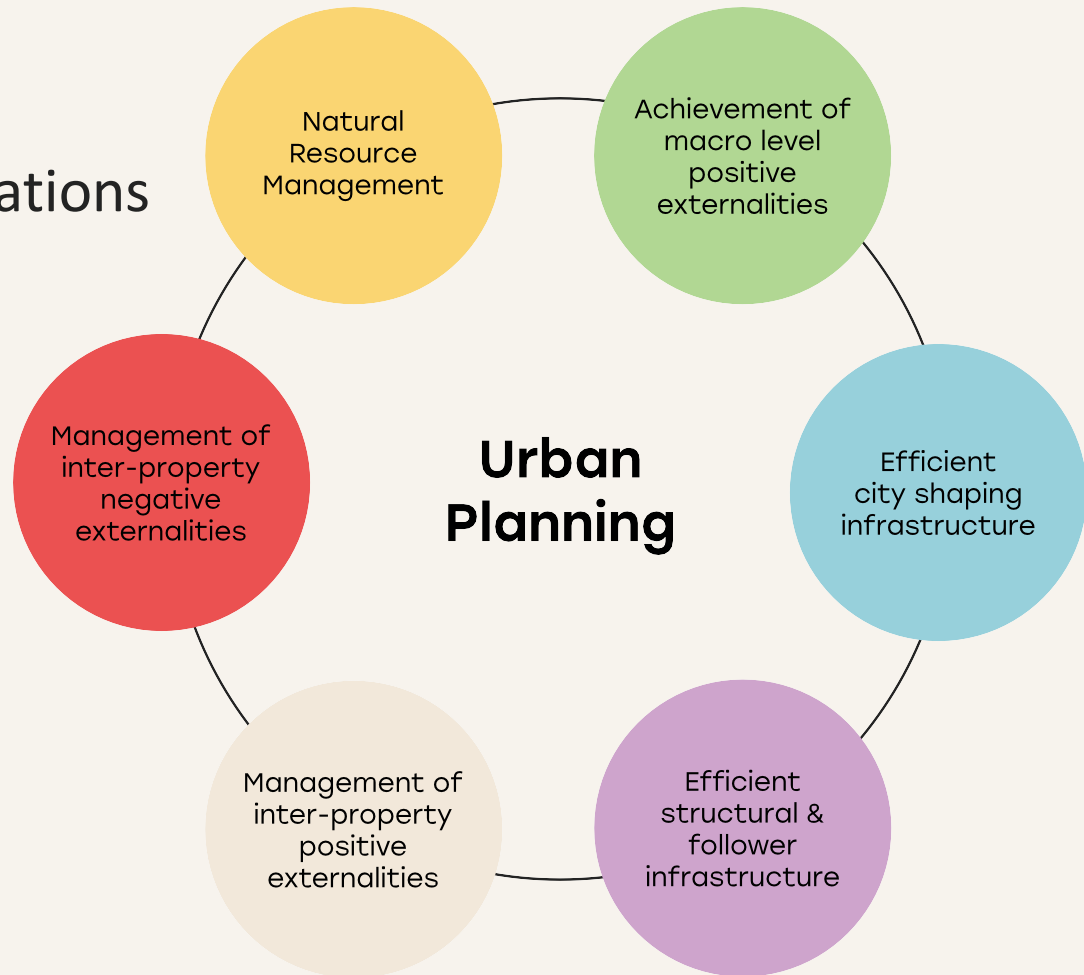 Natural
Resource
Management
Achievement of
macro level
positive
externalities
ations
Management of
inter-property
negative
externalities
Urban
Planning
Efficient
city shaping
infrastructure
Management of
inter-property
positive
externalities
Efficient
structural &
follower
infrastructure